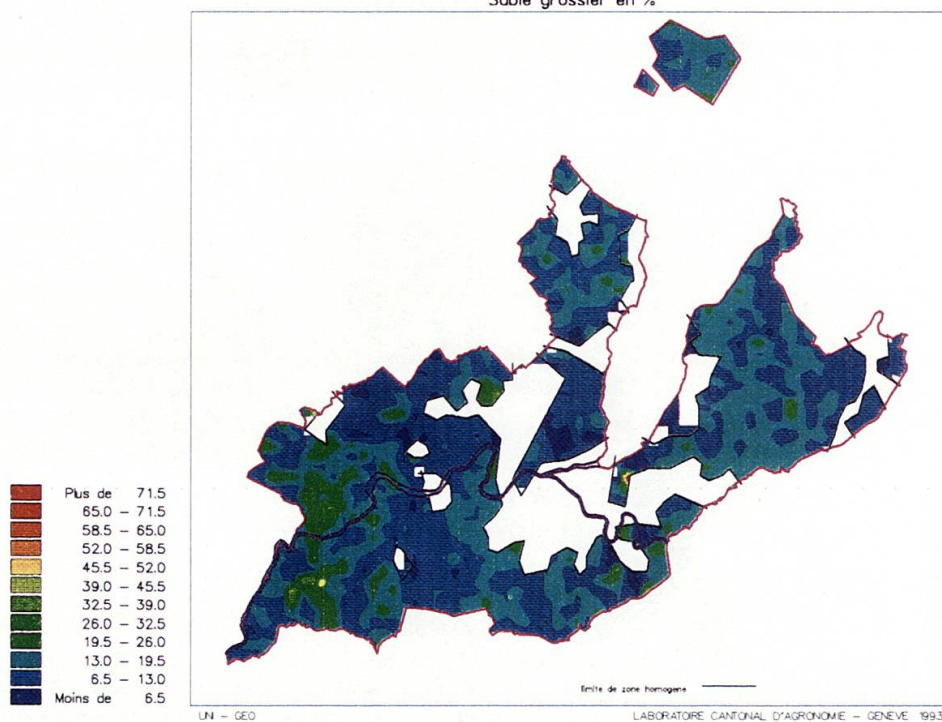 Sable grossier en %
Plus de 71.5
65.0 - 71.5
58.5 - 65.0
52.0 - 58.5
45.5 - 52.0
39.0 - 45.5
32.5 - 39.0
26.0 - 32.5
19.5 - 26.0
13.0 - 19.5
6.5 - 13.0
Moins de 6.5
limite de zone homogene
UNI - GEO
LABORATOIRE CANTONAL D'AGRONOMIE - GENEVE 1993